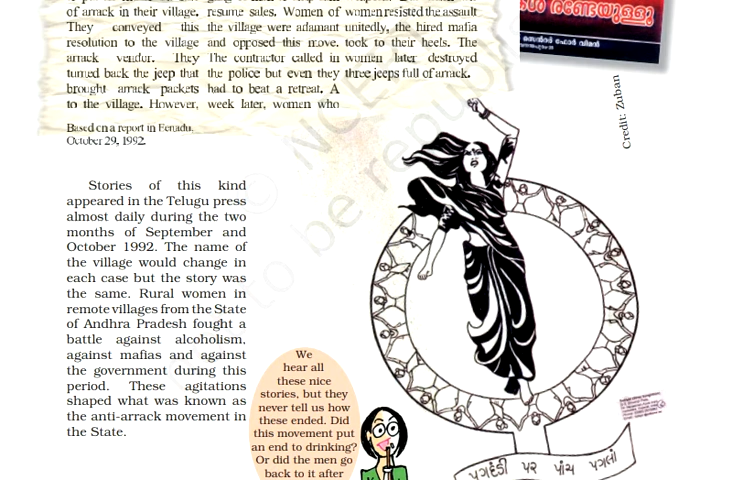 of arrack in their village.
They conveyed this
resolution to the village
arrack vendor. They
turned back the jeep that
brought arrack packets
to the village. However,
resume sales. Women of
the village were adamant
and opposed this move.
The contractor called in
the police but even they
had to beat a retreat. A
week later, women who
women resisted the assault
unitedly, the hired mafia
took to their heels. The
women later destroyed
three jeeps full of arrack.
Based on a report in Eenadu,
October 29, 1992.
രണ്ടേയുള്ളൂ
സെന്റർ ഫോർ വിമൻ
Credit: Zuban
Stories of this kind
appeared in the Telugu press
almost daily during the two
months of September and
October 1992. The name of
the village would change in
each case but the story was
the same. Rural women in
remote villages from the State
of Andhra Pradesh fought a
battle against alcoholism,
against mafias and against
the government during this
period. These agitations
shaped what was known as
the anti-arrack movement in
the State.
We
hear all
these nice
stories, but they
never tell us how
these ended. Did
this movement put
an end to drinking?
Or did the men go
back to it after
પગદંડી પર પાંચ પગલાં